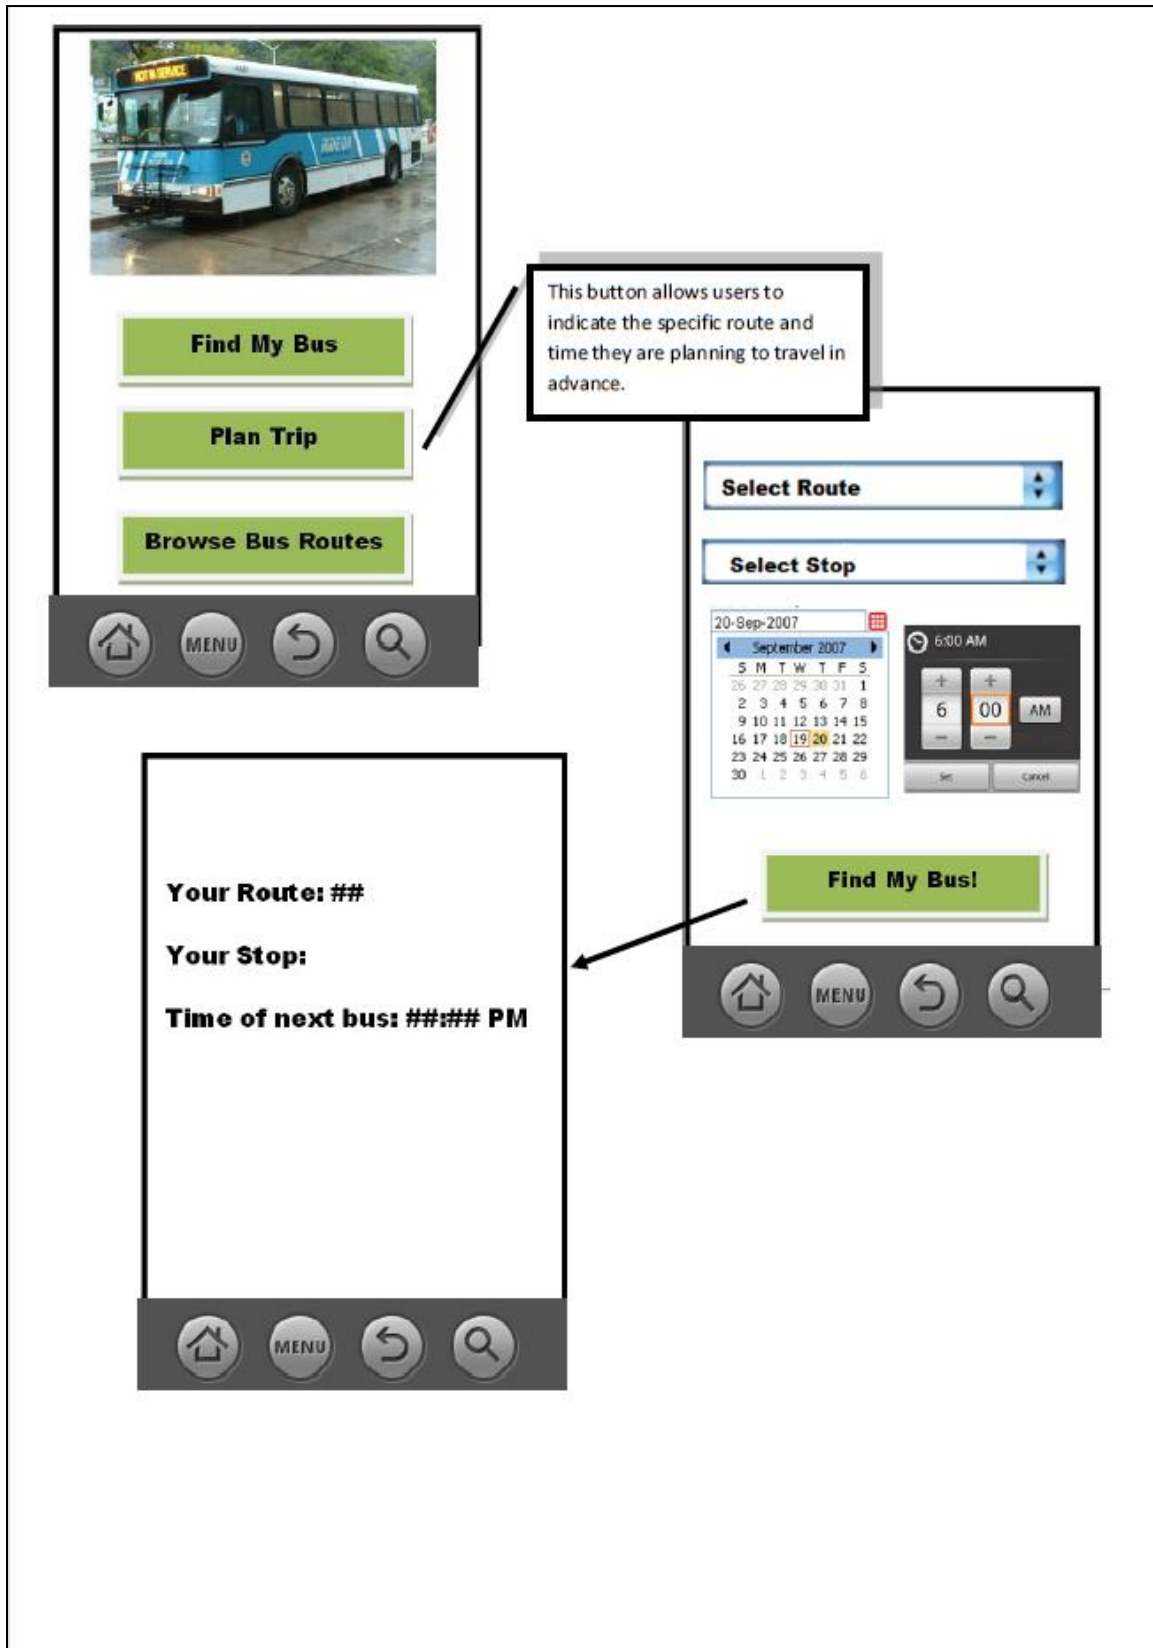 NOT IN SERVICE
Find My Bus
Plan Trip
Browse Bus Routes
MENU
This button allows users to
indicate the specific route and
time they are planning to travel in
advance.
Select Route
Select Stop
20-Sep-2007
September 2007
S M T W T F S
26 27 28 29 30 31 1
2 3 4 5 6 7 8
9 10 11 12 13 14 15
16 17 18 19 20 21 22
23 24 25 26 27 28 29
30 1 2 3 4 5 6
6:00 AM
+ +
6 00 AM
− −
Set Cancel
Find My Bus!
MENU
Your Route: ##
Your Stop:
Time of next bus: ##:## PM
MENU